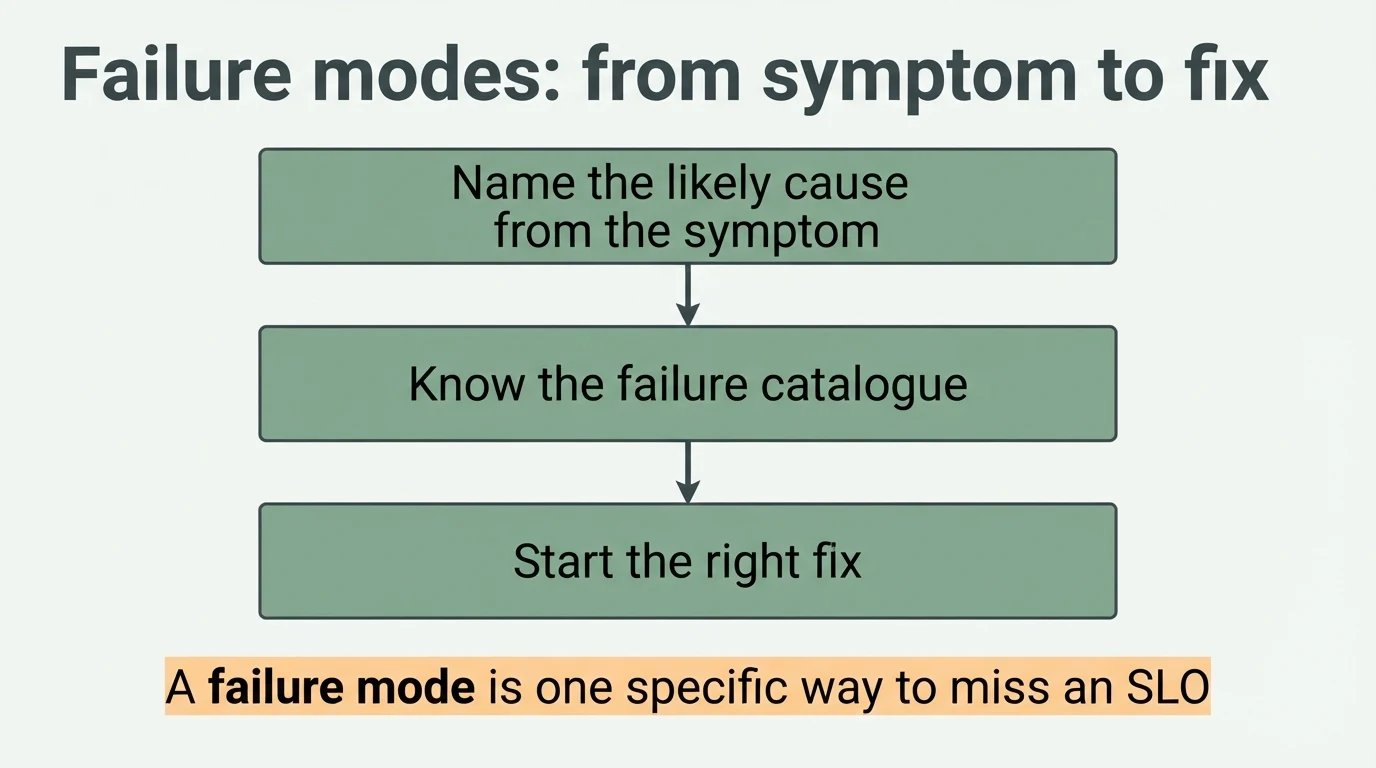 Failure modes: from symptom to fix
Name the likely cause
from the symptom
Know the failure catalogue
Start the right fix
A failure mode is one specific way to miss an SLO